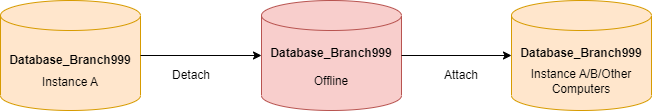 Database_Branch999
Instance A
Detach
Database_Branch999
Offline
Attach
Database_Branch999
Instance A/B/Other
Computers